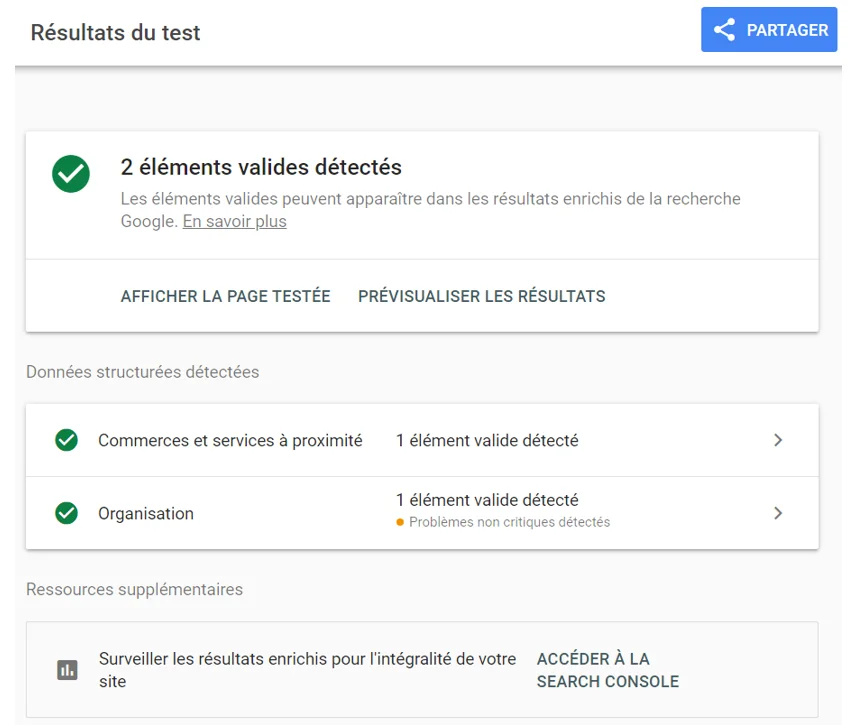 Résultats du test
PARTAGER
2 éléments valides détectés
Les éléments valides peuvent apparaître dans les résultats enrichis de la recherche
Google. En savoir plus
AFFICHER LA PAGE TESTÉE
PRÉVISUALISER LES RÉSULTATS
Données structurées détectées
Commerces et services à proximité
1 élément valide détecté
Organisation
1 élément valide détecté
Problèmes non critiques détectés
Ressources supplémentaires
Surveiller les résultats enrichis pour l'intégralité de votre
site
ACCÉDER À LA
SEARCH CONSOLE